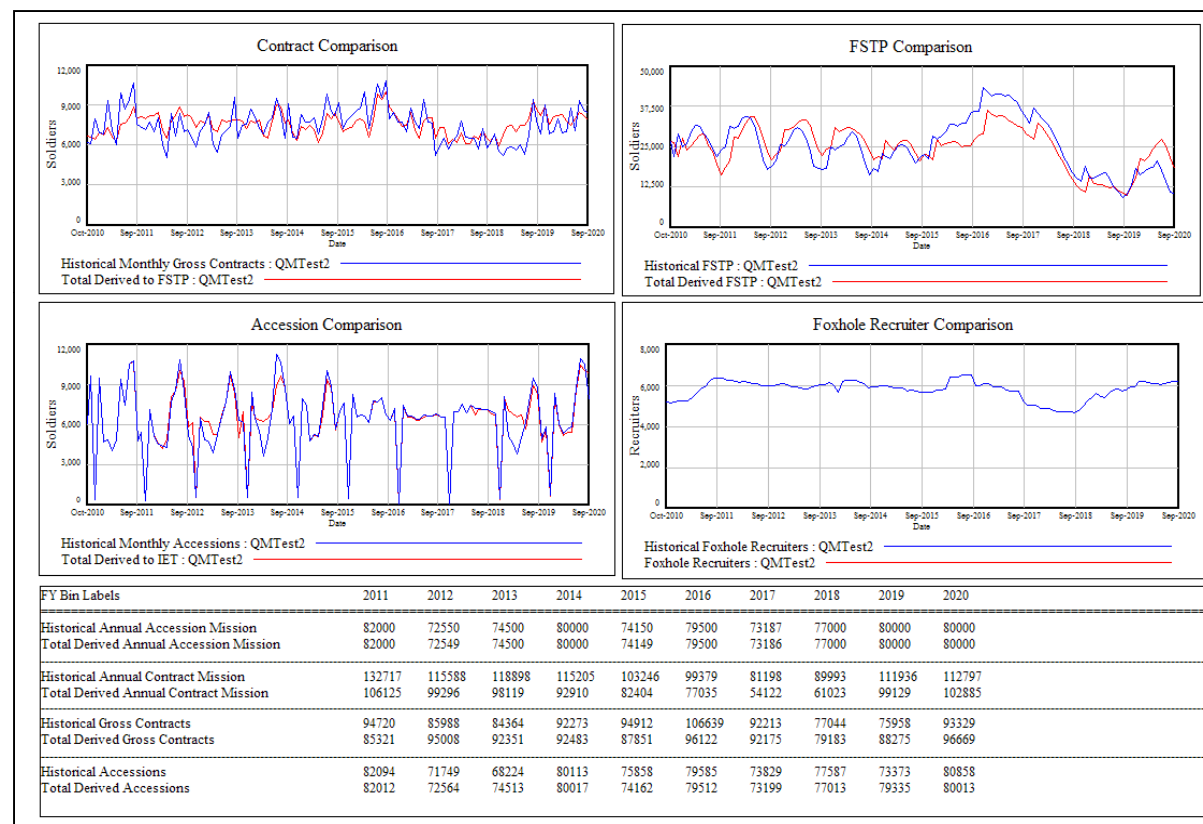 Contract Comparison
12,000
9,000
6,000
3,000
0
Soldiers
Oct-2010 Sep-2011 Sep-2012 Sep-2013 Sep-2014 Sep-2015 Sep-2016 Sep-2017 Sep-2018 Sep-2019 Sep-2020
Date
Historical Monthly Gross Contracts : QMTest2
Total Derived to FSTP : QMTest2
FSTP Comparison
50,000
37,500
25,000
12,500
0
Soldiers
Oct-2010 Sep-2011 Sep-2012 Sep-2013 Sep-2014 Sep-2015 Sep-2016 Sep-2017 Sep-2018 Sep-2019 Sep-2020
Date
Historical FSTP : QMTest2
Total Derived FSTP : QMTest2
Accession Comparison
12,000
9,000
6,000
3,000
0
Soldiers
Oct-2010 Sep-2011 Sep-2012 Sep-2013 Sep-2014 Sep-2015 Sep-2016 Sep-2017 Sep-2018 Sep-2019 Sep-2020
Date
Historical Monthly Accessions : QMTest2
Total Derived to IET : QMTest2
Foxhole Recruiter Comparison
8,000
6,000
4,000
2,000
0
Recruiters
Oct-2010 Sep-2011 Sep-2012 Sep-2013 Sep-2014 Sep-2015 Sep-2016 Sep-2017 Sep-2018 Sep-2019 Sep-2020
Date
Historical Foxhole Recruiters : QMTest2
Foxhole Recruiters : QMTest2
FY Bin Labels 2011 2012 2013 2014 2015 2016 2017 2018 2019 2020
Historical Annual Accession Mission 82000 72550 74500 80000 74150 79500 73187 77000 80000 80000
Total Derived Annual Accession Mission 82000 72549 74500 80000 74149 79500 73186 77000 80000 80000
Historical Annual Contract Mission 132717 115588 118898 115205 103246 99379 81198 89993 111936 112797
Total Derived Annual Contract Mission 106125 99296 98119 92910 82404 77035 54122 61023 99129 102885
Historical Gross Contracts 94720 85988 84364 92273 94912 106639 92213 77044 75958 93329
Total Derived Gross Contracts 85321 95008 92351 92483 87851 96122 92175 79183 88275 96669
Historical Accessions 82094 71749 68224 80113 75858 79585 73829 77587 73373 80858
Total Derived Accessions 82012 72564 74513 80017 74162 79512 73199 77013 79335 80013